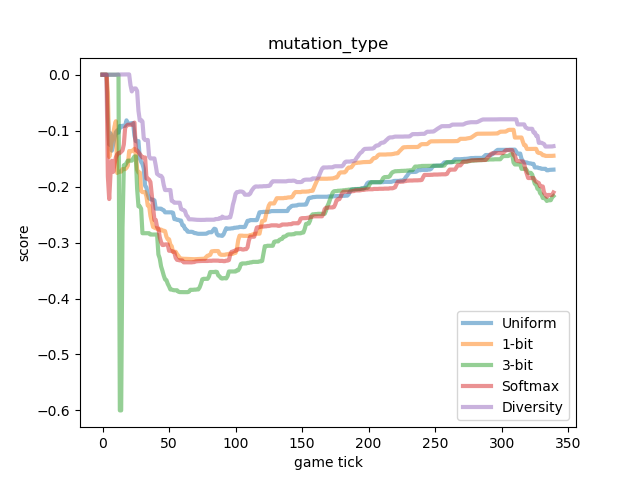 mutation_type
0.0
−0.1
−0.2
−0.3
−0.4
−0.5
−0.6
score
0
50
100
150
200
250
300
350
game tick
Uniform
1-bit
3-bit
Softmax
Diversity